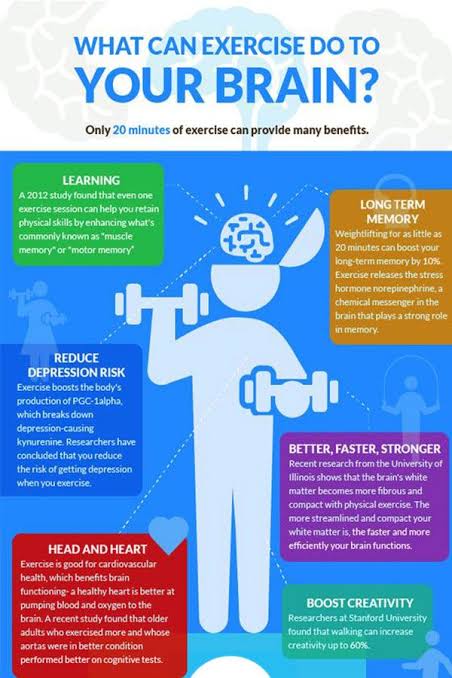 WHAT CAN EXERCISE DO TO
YOUR BRAIN?
Only 20 minutes of exercise can provide many benefits.
LEARNING
A 2012 study found that even one
exercise session can help you retain
physical skills by enhancing what's
commonly known as "muscle
memory" or "motor memory"
LONG TERM
MEMORY
Weightlifting for as little as
20 minutes can boost your
long-term memory by 10%.
Exercise releases the stress
hormone norepinephrine, a
chemical messenger in the
brain that plays a strong role
in memory.
REDUCE
DEPRESSION RISK
Exercise boosts the body's
production of PGC-1alpha,
which breaks down
depression-causing
kynurenine. Researchers have
concluded that you reduce
the risk of getting depression
when you exercise.
BETTER, FASTER, STRONGER
Recent research from the University of
Illinois shows that the brain's white
matter becomes more fibrous and
compact with physical exercise. The
more streamlined and compact your
white matter is, the faster and more
efficiently your brain functions.
HEAD AND HEART
Exercise is good for cardiovascular
health, which benefits brain
functioning- a healthy heart is better at
pumping blood and oxygen to the
brain. A recent study found that older
adults who exercised more and whose
aortas were in better condition
performed better on cognitive tests.
BOOST CREATIVITY
Researchers at Stanford University
found that walking can increase
creativity up to 60%.